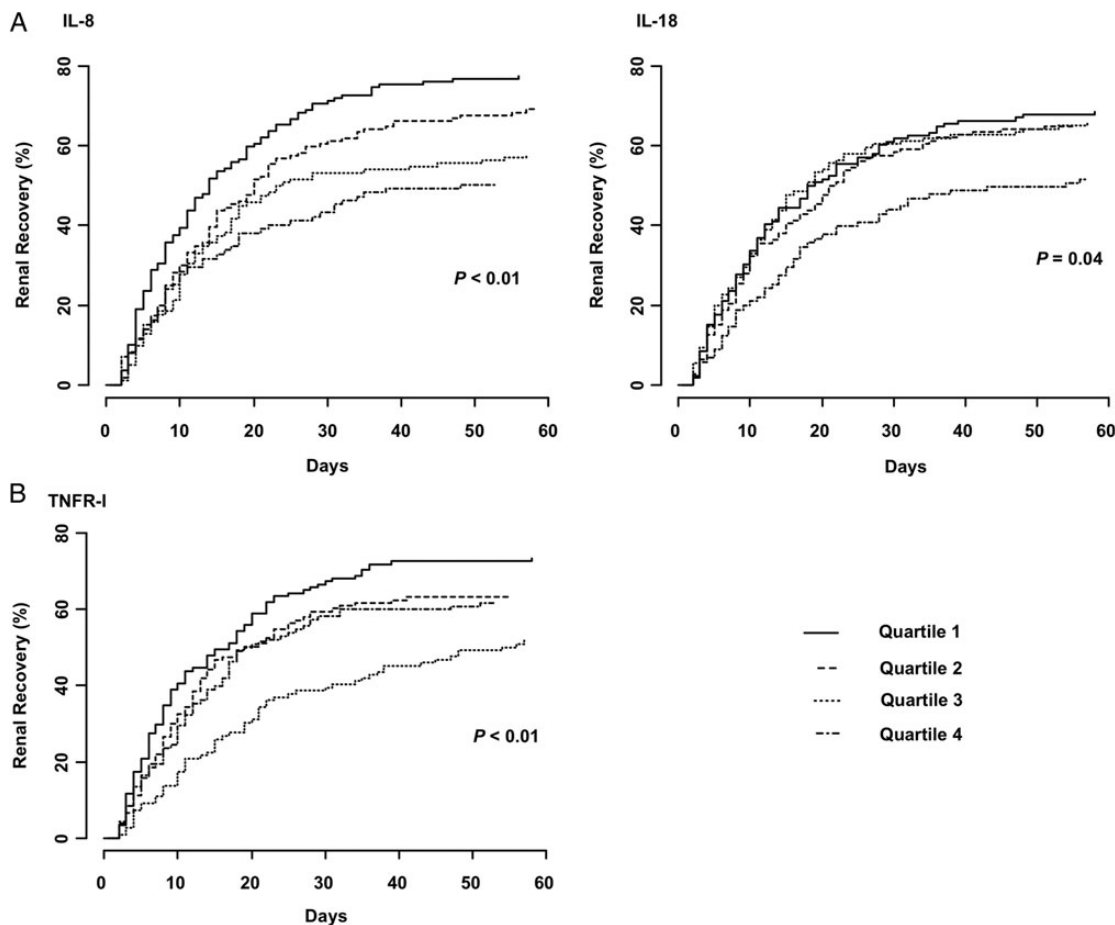 A
IL-8
80
60
40
20
0
Renal Recovery (%)
P < 0.01
0 10 20 30 40 50 60
Days
IL-18
80
60
40
20
0
Renal Recovery (%)
P = 0.04
0 10 20 30 40 50 60
Days
B
TNFR-I
80
60
40
20
0
Renal Recovery (%)
P < 0.01
0 10 20 30 40 50 60
Days
Quartile 1
Quartile 2
Quartile 3
Quartile 4